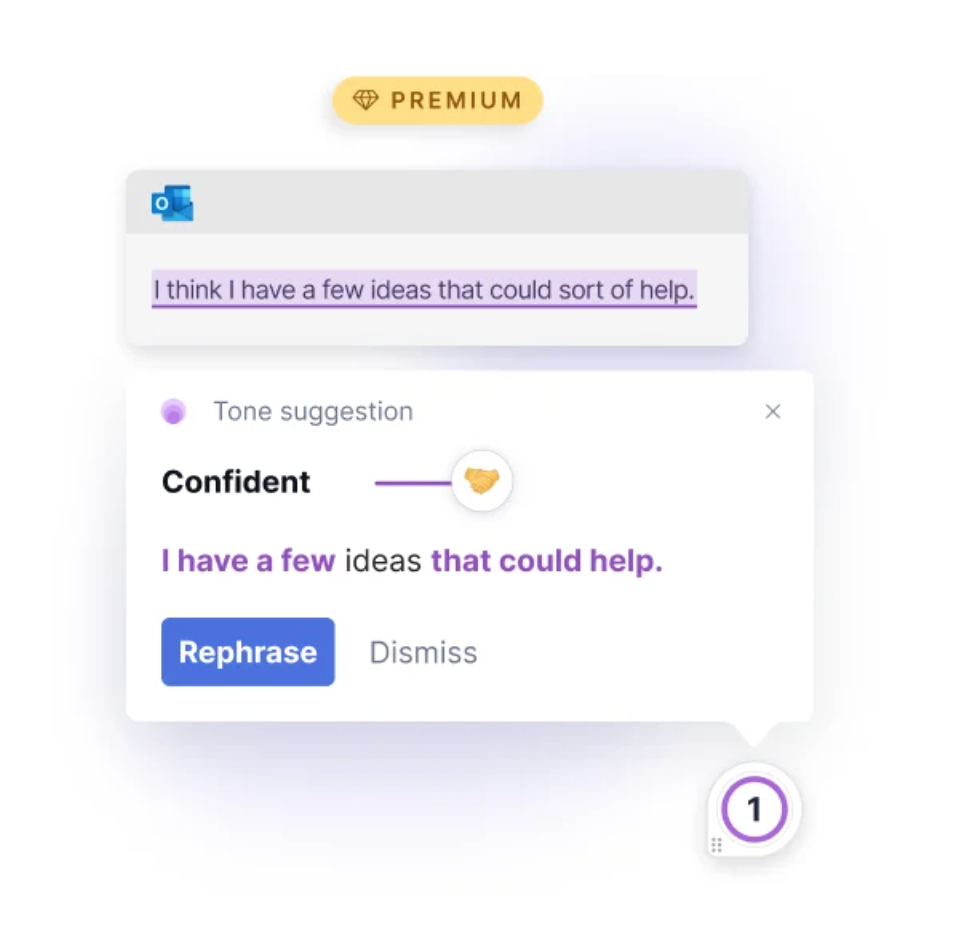 PREMIUM
O
I think I have a few ideas that could sort of help.
Tone suggestion
Confident
I have a few ideas that could help.
Rephrase Dismiss
1